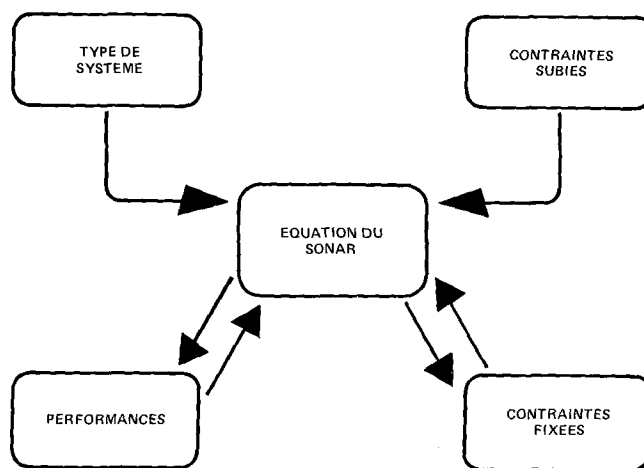 TYPE DE
SYSTEME
CONTRAINTES
SUBIES
EQUATION DU
SONAR
PERFORMANCES
CONTRAINTES
FIXEES